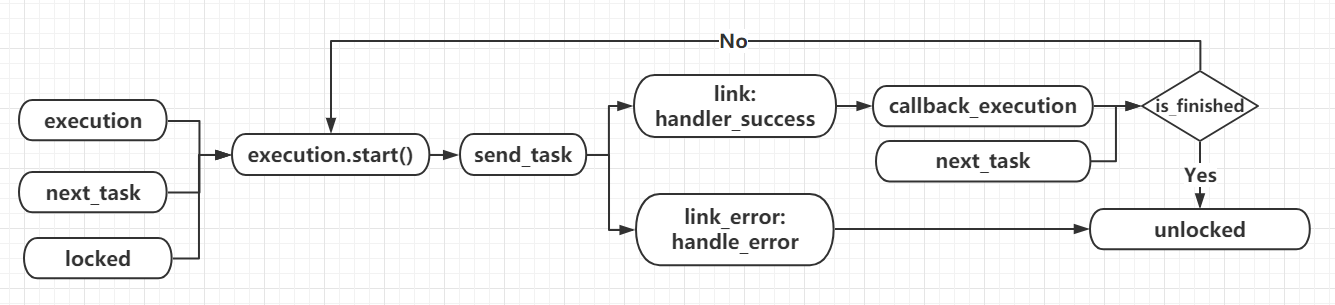 No
execution
next_task
locked
execution.start()
send_task
link:
handler_success
link_error:
handle_error
callback_execution
next_task
is_finished
Yes
unlocked